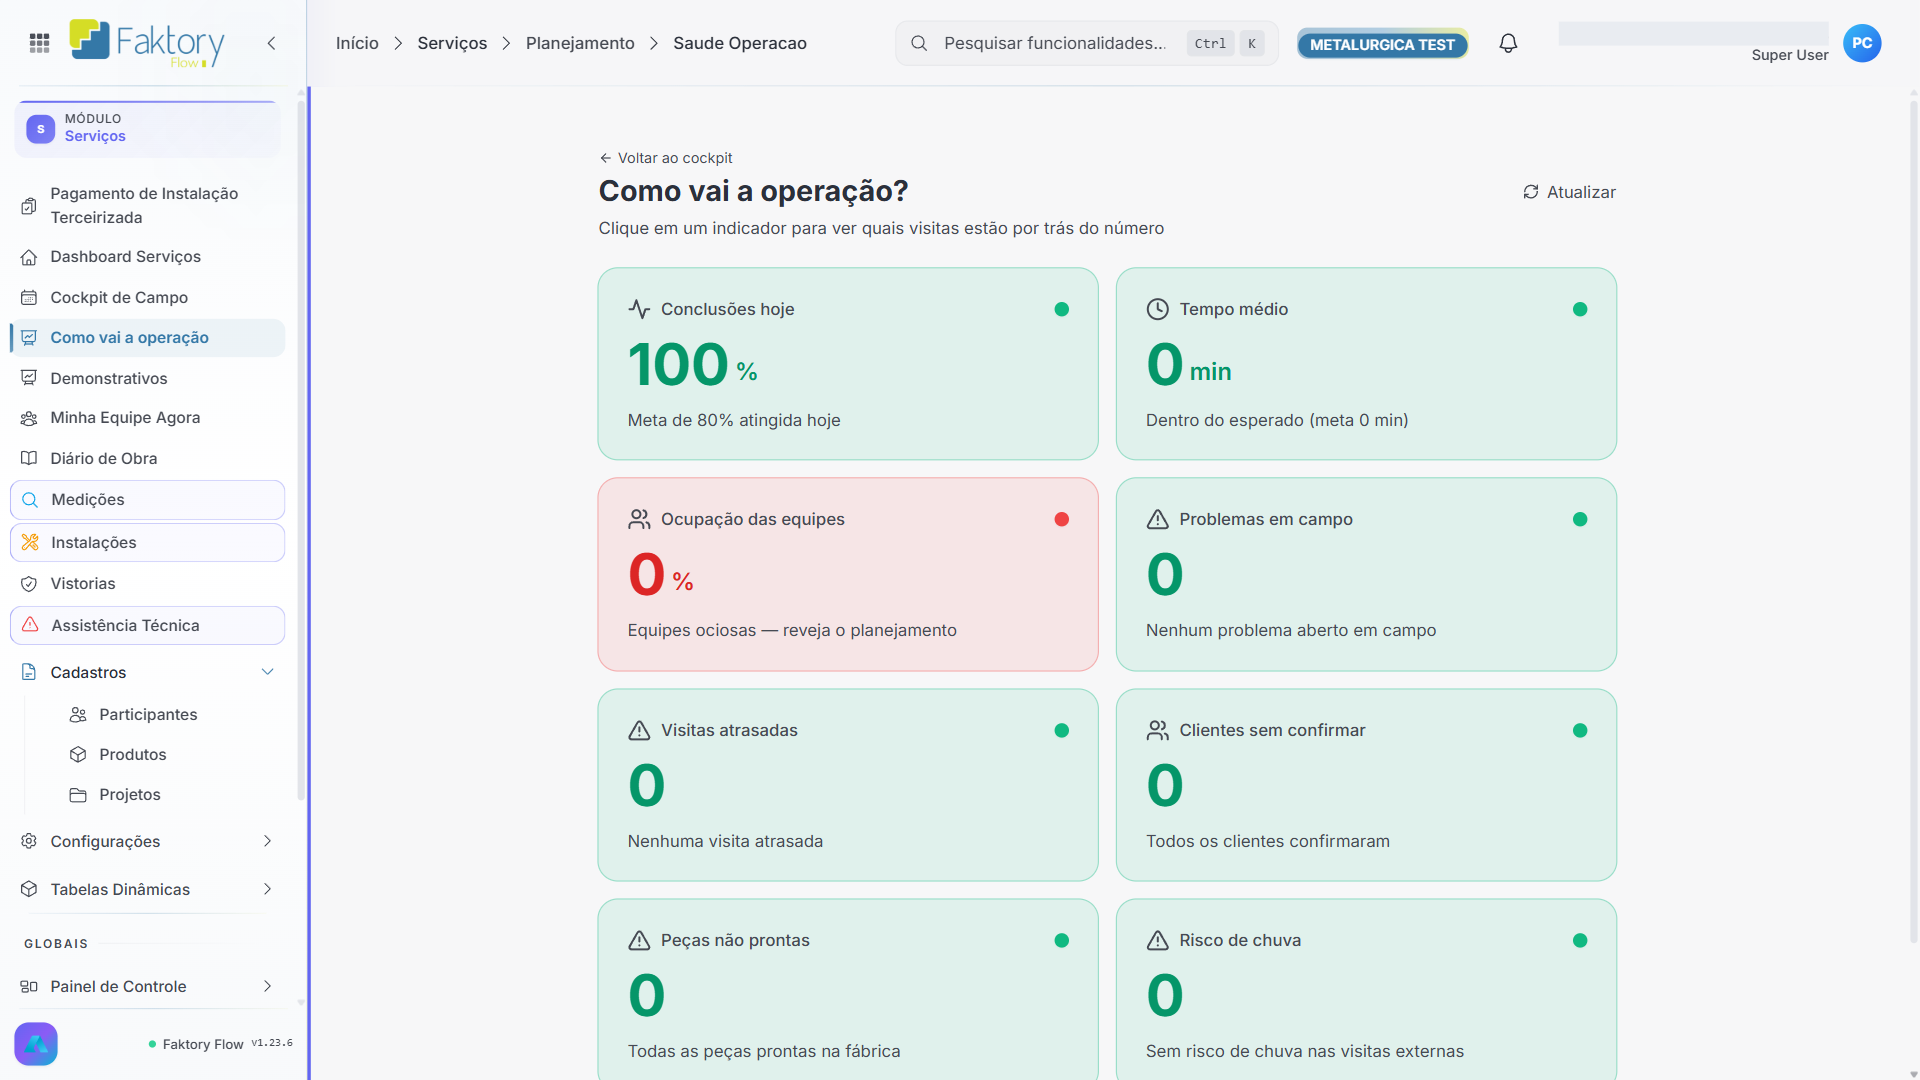 Faktory
Flow
Início
Serviços
Planejamento
Saude Operacao
Pesquisar funcionalidades...
Ctrl
K
METALURGICA TEST
Super User
PC
S
MÓDULO
Serviços
Pagamento de Instalação
Terceirizada
Dashboard Serviços
Cockpit de Campo
Como vai a operação
Demonstrativos
Minha Equipe Agora
Diário de Obra
Medições
Instalações
Vistorias
Assistência Técnica
Cadastros
Participantes
Produtos
Projetos
Configurações
Tabelas Dinâmicas
GLOBAIS
Painel de Controle
Faktory Flow v1.23.6
Voltar ao cockpit
Como vai a operação?
Atualizar
Clique em um indicador para ver quais visitas estão por trás do número
Conclusões hoje
100 %
Meta de 80% atingida hoje
Tempo médio
0 min
Dentro do esperado (meta 0 min)
Ocupação das equipes
0 %
Equipes ociosas — reveja o planejamento
Problemas em campo
0
Nenhum problema aberto em campo
Visitas atrasadas
0
Nenhuma visita atrasada
Clientes sem confirmar
0
Todos os clientes confirmaram
Peças não prontas
0
Todas as peças prontas na fábrica
Risco de chuva
0
Sem risco de chuva nas visitas externas